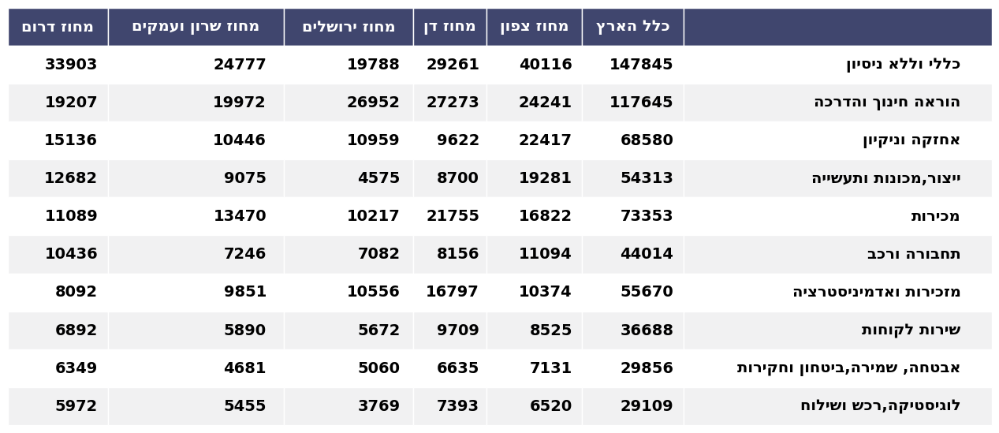 כלל הארץ מחוז צפון מחוז דן מחוז ירושלים מחוז שרון ועמקים מחוז דרום
כללי וללא ניסיון 147845 40116 29261 19788 24777 33903
הוראה חינוך והדרכה 117645 24241 27273 26952 19972 19207
אחזקה וניקיון 68580 22417 9622 10959 10446 15136
ייצור,מכונות ותעשייה 54313 19281 8700 4575 9075 12682
מכירות 73353 16822 21755 10217 13470 11089
תחבורה ורכב 44014 11094 8156 7082 7246 10436
מזכירות ואדמיניסטרציה 55670 10374 16797 10556 9851 8092
שירות לקוחות 36688 8525 9709 5672 5890 6892
אבטחה, שמירה,ביטחון וחקירות 29856 7131 6635 5060 4681 6349
לוגיסטיקה,רכש ושילוח 29109 6520 7393 3769 5455 5972